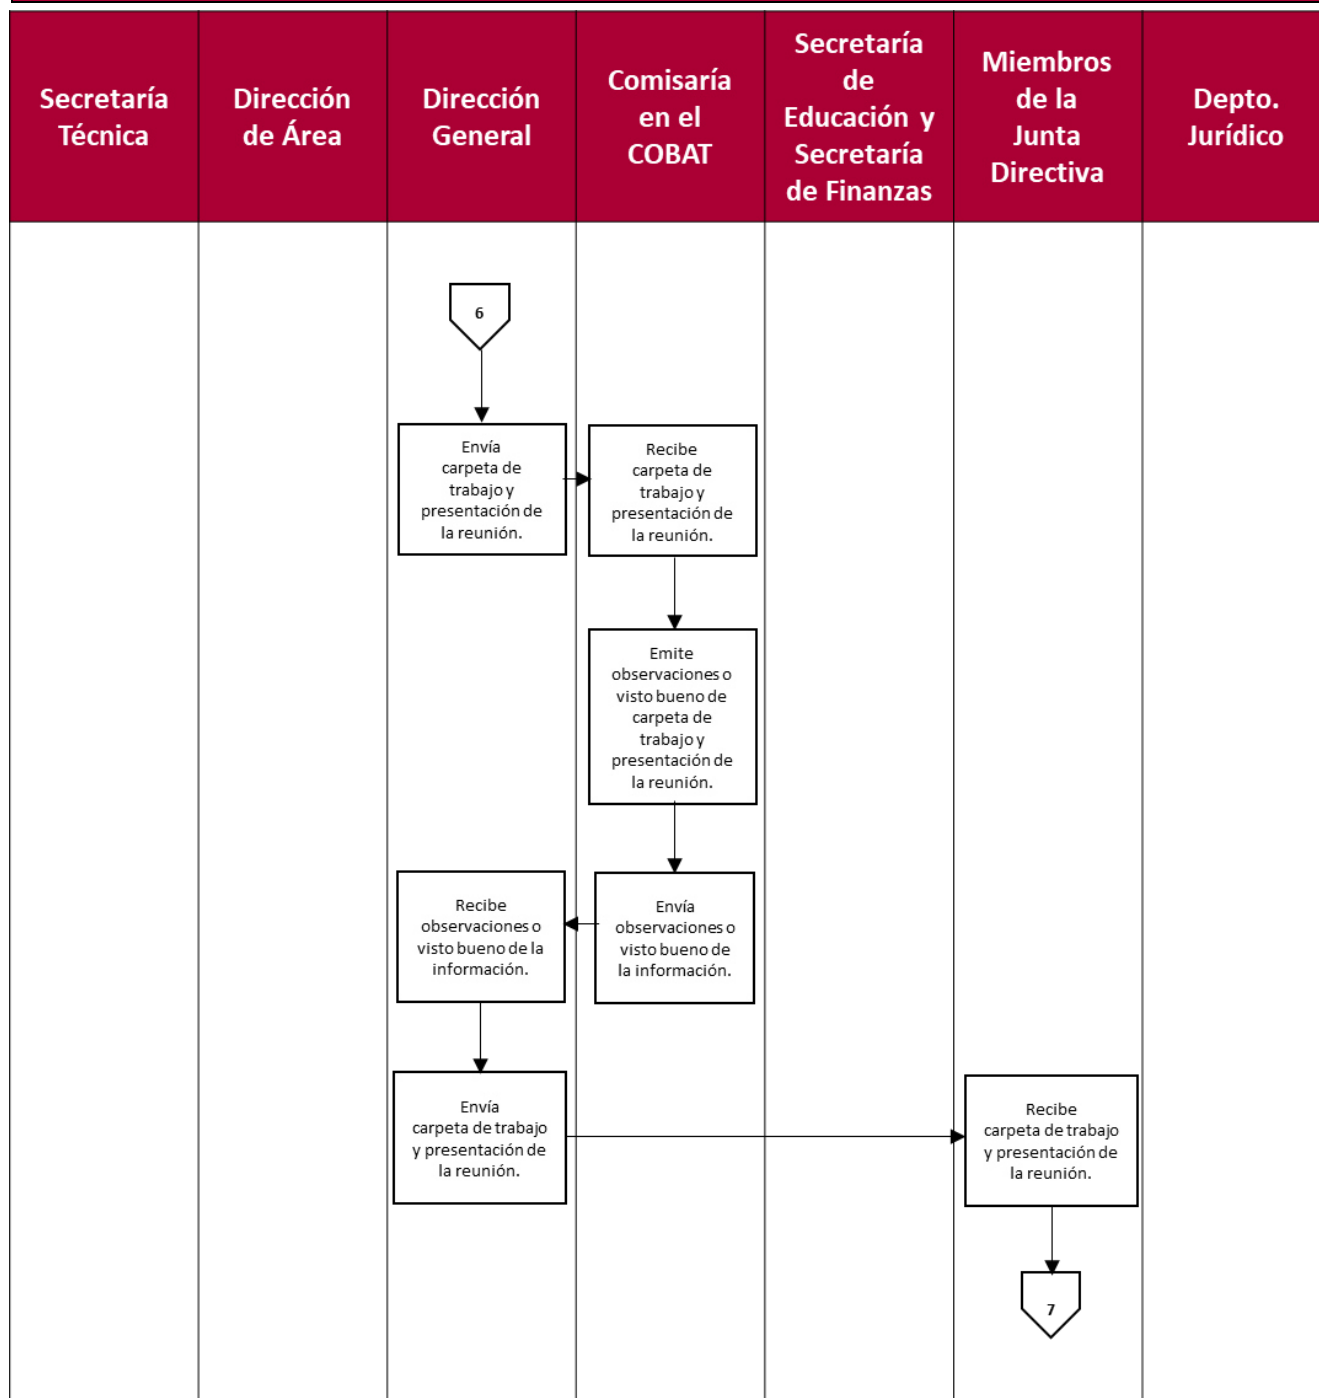 Secretaría
Técnica
Dirección
de Área
Dirección
General
Comisaría
en el
COBAT
Secretaría
de
Educación y
Secretaría
de Finanzas
Miembros
de la
Junta
Directiva
Depto.
Jurídico
6
Envía
carpeta de
trabajo y
presentación de
la reunión.
Recibe
carpeta de
trabajo y
presentación de
la reunión.
Emite
observaciones o
visto bueno de
carpeta de
trabajo y
presentación de
la reunión.
Recibe
observaciones o
visto bueno de la
información.
Envía
observaciones o
visto bueno de
la información.
Envía
carpeta de trabajo
y presentación de
la reunión.
Recibe
carpeta de trabajo
y presentación de
la reunión.
7